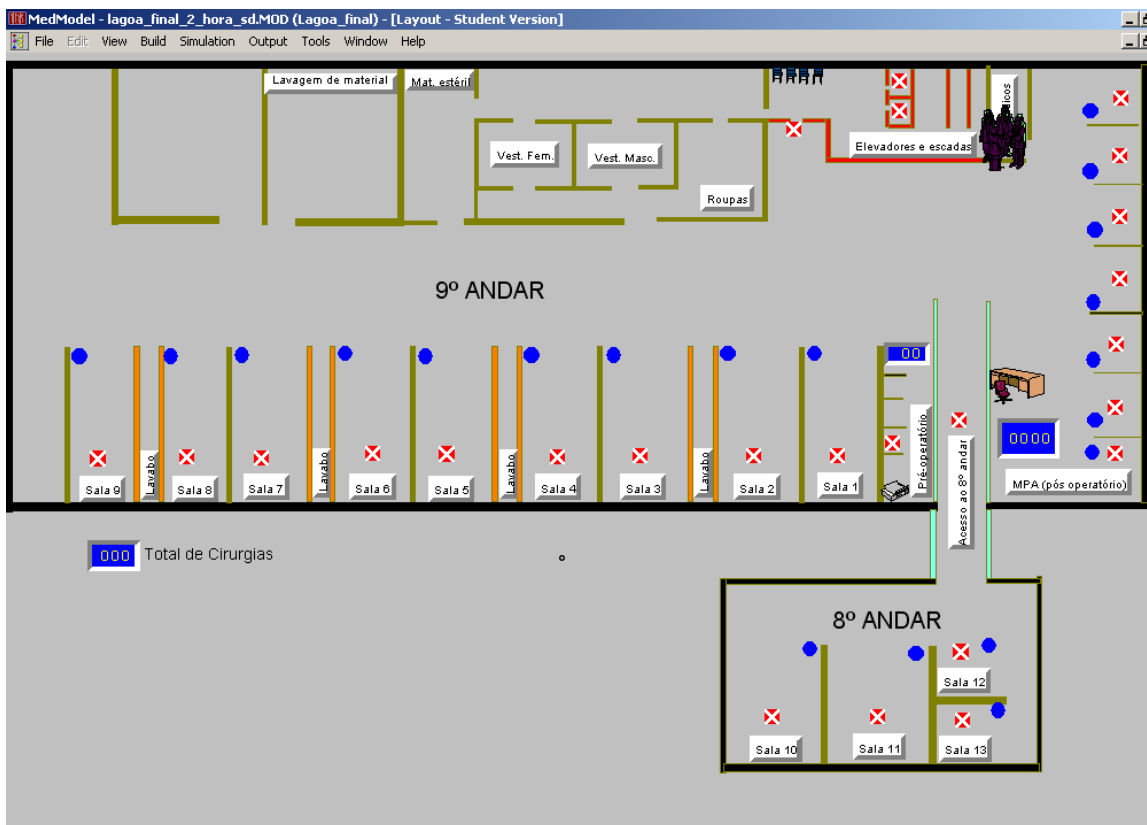 MedModel - lagoa_final_2_hora_sd.MOD (Lagoa_final) - [Layout - Student Version]
File Edit View Build Simulation Output Tools Window Help
Lavagem de material
Mat. estéril
Vest. Fem.
Vest. Masc.
Roupas
Elevadores e escadas
9º ANDAR
00
Sala 9
Lavabo
Sala 8
Sala 7
Lavabo
Sala 6
Sala 5
Lavabo
Sala 4
Sala 3
Lavabo
Sala 2
Sala 1
Pré-operatório
Acesso ao 8º andar
0000
MPA (pós operatório)
000 Total de Cirurgias
8º ANDAR
Sala 12
Sala 10
Sala 11
Sala 13